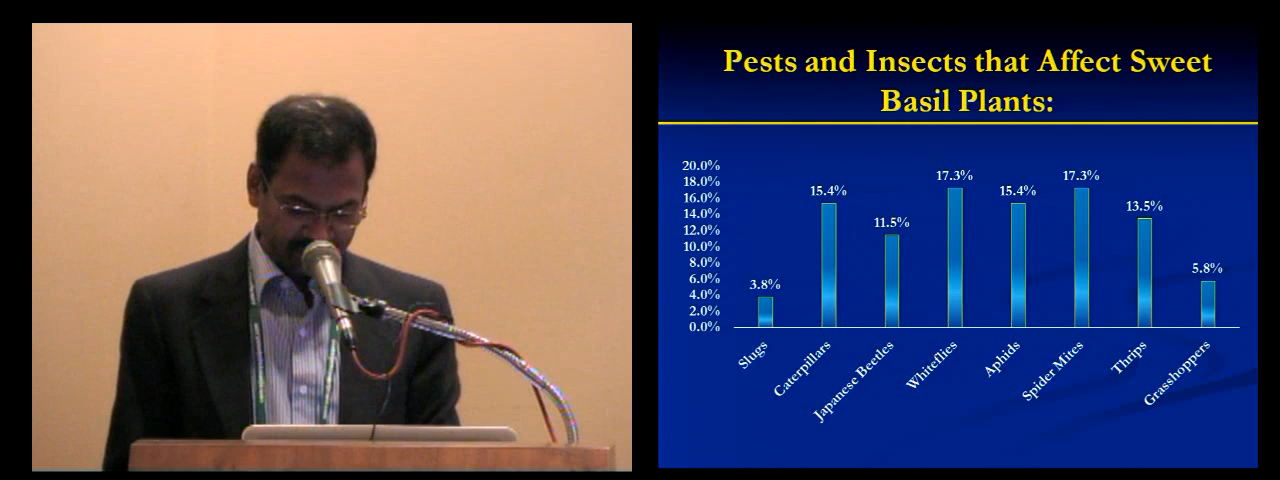 Pests and Insects that Affect Sweet
Basil Plants:
20.0%
18.0%
16.0%
14.0%
12.0%
10.0%
8.0%
6.0%
4.0%
2.0%
0.0%
3.8%
15.4%
11.5%
17.3%
15.4%
17.3%
13.5%
5.8%
Slugs
Caterpillars
Japanese Beetles
Whiteflies
Aphids
Spider Mites
Thrips
Grasshoppers